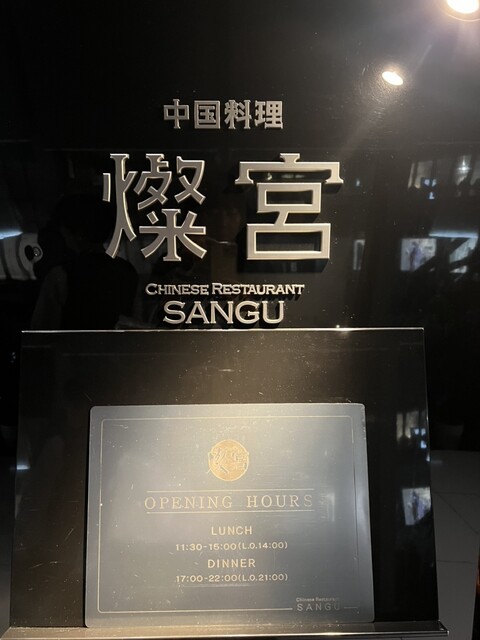 中国料理
燦宮
CHINESE RESTAURANT
SANGU
OPENING HOURS
LUNCH
11:30-15:00(L.O.14:00)
DINNER
17:00-22:00(L.O.21:00)
Chinese Restaurant
SANGU